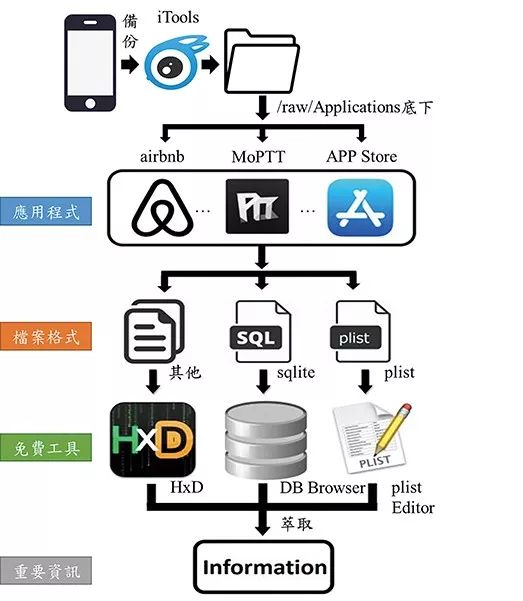 備份
iTools
/raw/Applications底下
airbnb
MoPTT
APP Store
應用程式
...
...
檔案格式
SQL
plist
其他
sqlite
plist
免費工具
HxD
PLIST
HxD
DB Browser
plist
Editor
萃取
重要資訊
Information